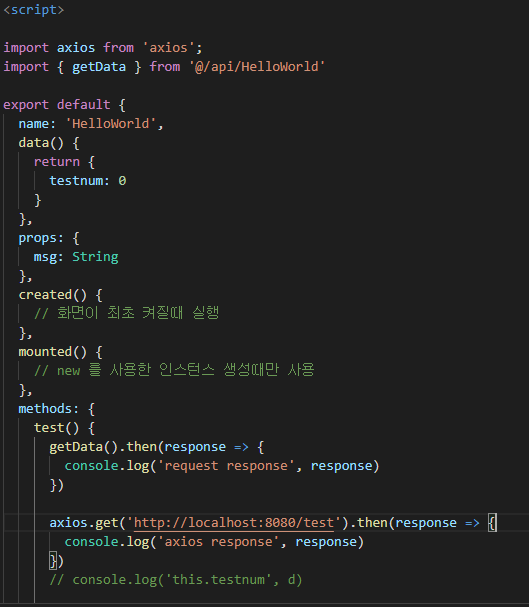 <script>
import axios from 'axios';
import { getData } from '@/api/HelloWorld'
export default {
name: 'HelloWorld',
data() {
return {
testnum: 0
}
},
props: {
msg: String
},
created() {
// 화면이 최초 켜질때 실행
},
mounted() {
// new 를 사용한 인스턴스 생성때만 사용
},
methods: {
test() {
getData().then(response => {
console.log('request response', response)
})
axios.get('http://localhost:8080/test').then(response => {
console.log('axios response', response)
})
// console.log('this.testnum', d)